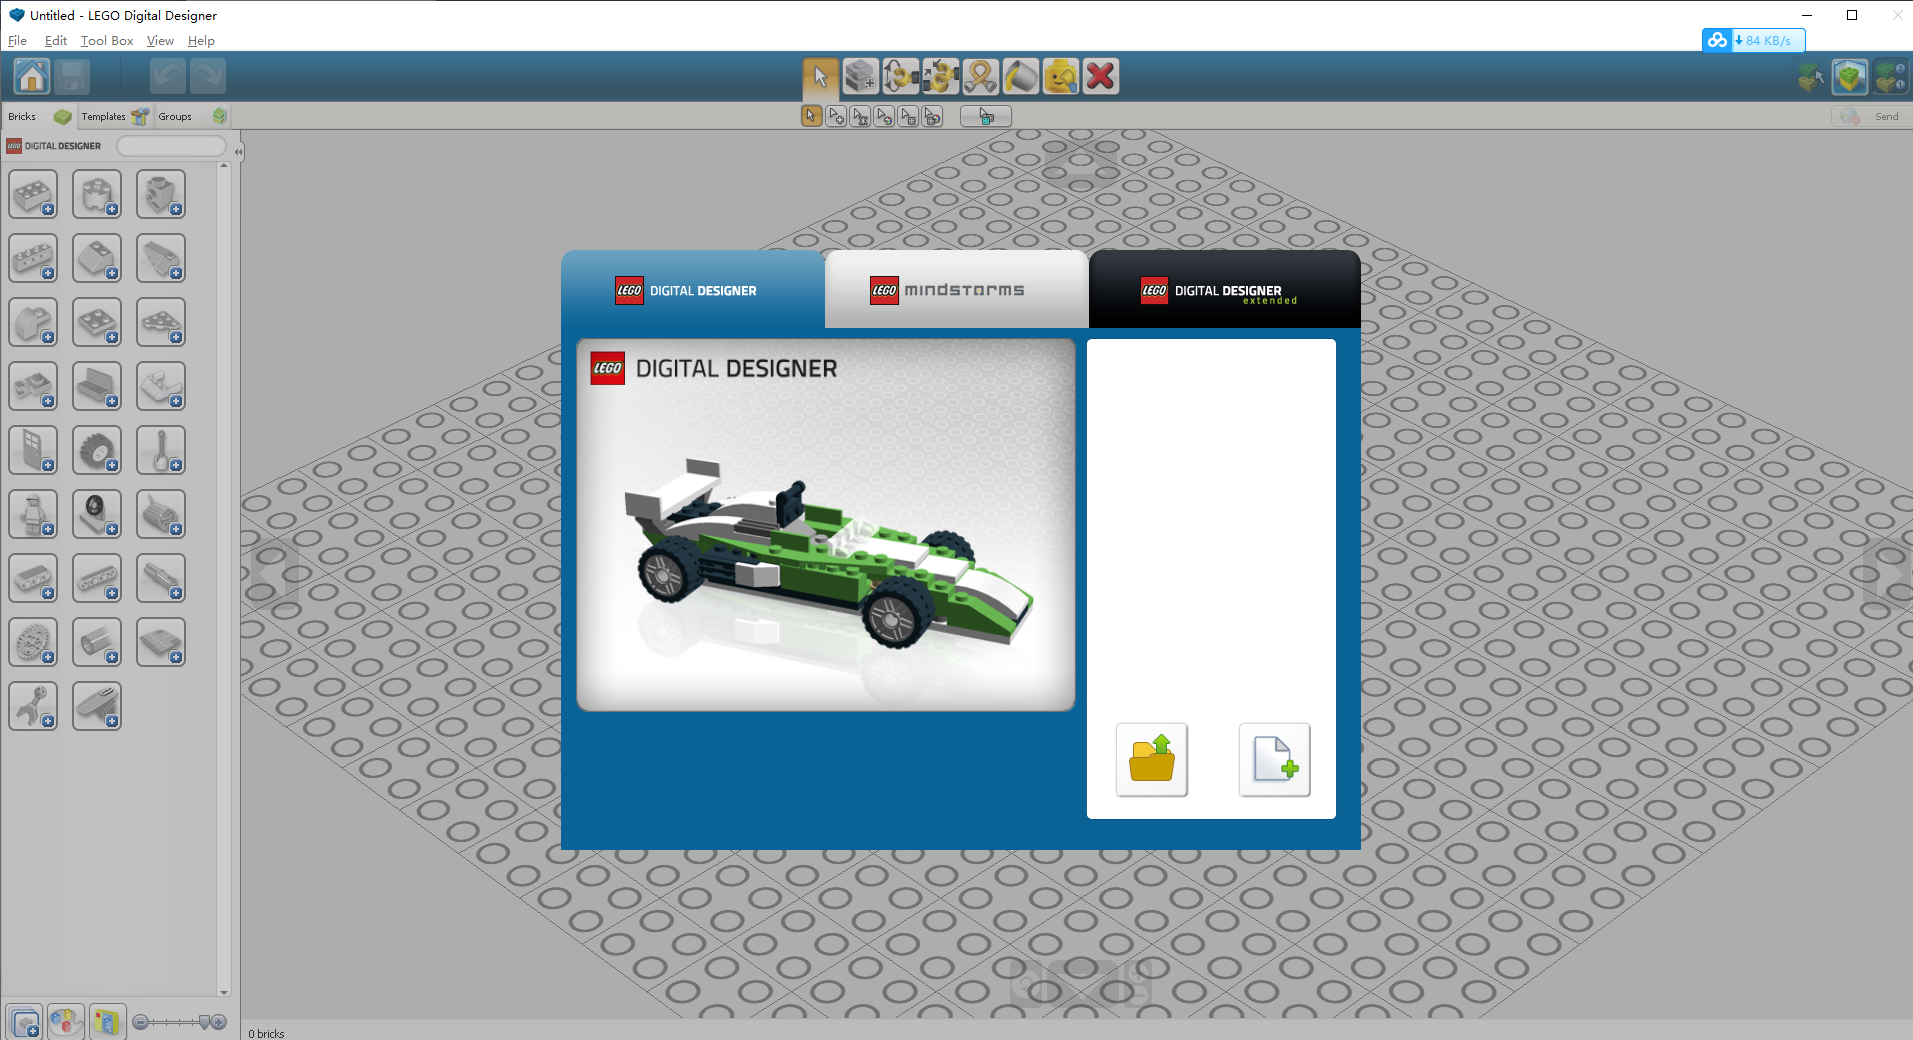 Untitled - LEGO Digital Designer
File Edit Tool Box View Help
84 KB/s
Bricks Templates Groups
Send
LEGO DIGITAL DESIGNER
LEGO DIGITAL DESIGNER
LEGO mindstorms
LEGO DIGITAL DESIGNER
extended
LEGO DIGITAL DESIGNER
0 bricks